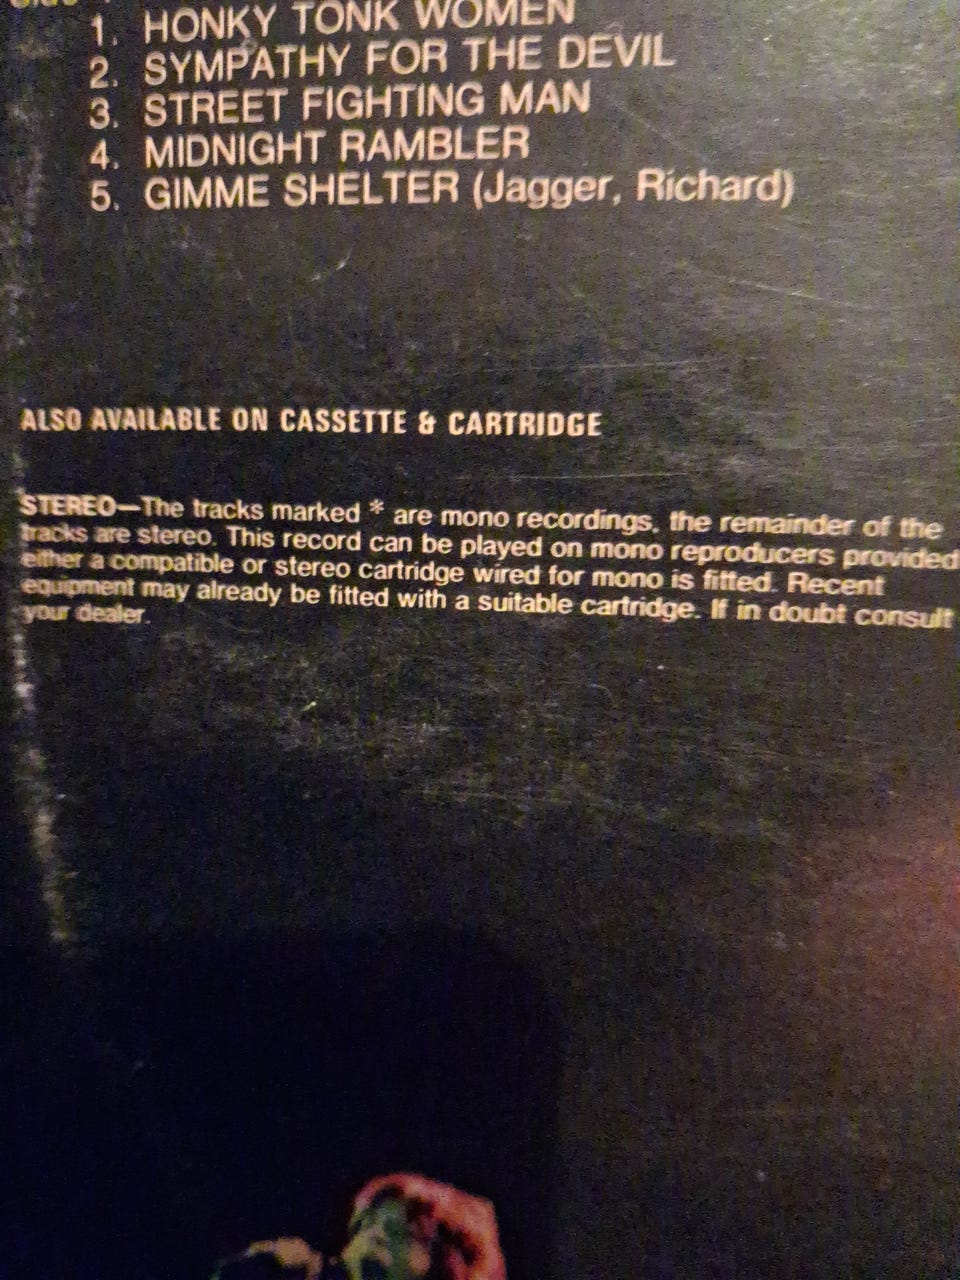 1. HONKY TONK WOMEN
2. SYMPATHY FOR THE DEVIL
3. STREET FIGHTING MAN
4. MIDNIGHT RAMBLER
5. GIMME SHELTER (Jagger, Richard)
ALSO AVAILABLE ON CASSETTE & CARTRIDGE
STEREO—The tracks marked * are mono recordings, the remainder of the
tracks are stereo. This record can be played on mono reproducers provided
either a compatible or stereo cartridge wired for mono is fitted. Recent
equipment may already be fitted with a suitable cartridge. If in doubt consult
your dealer.